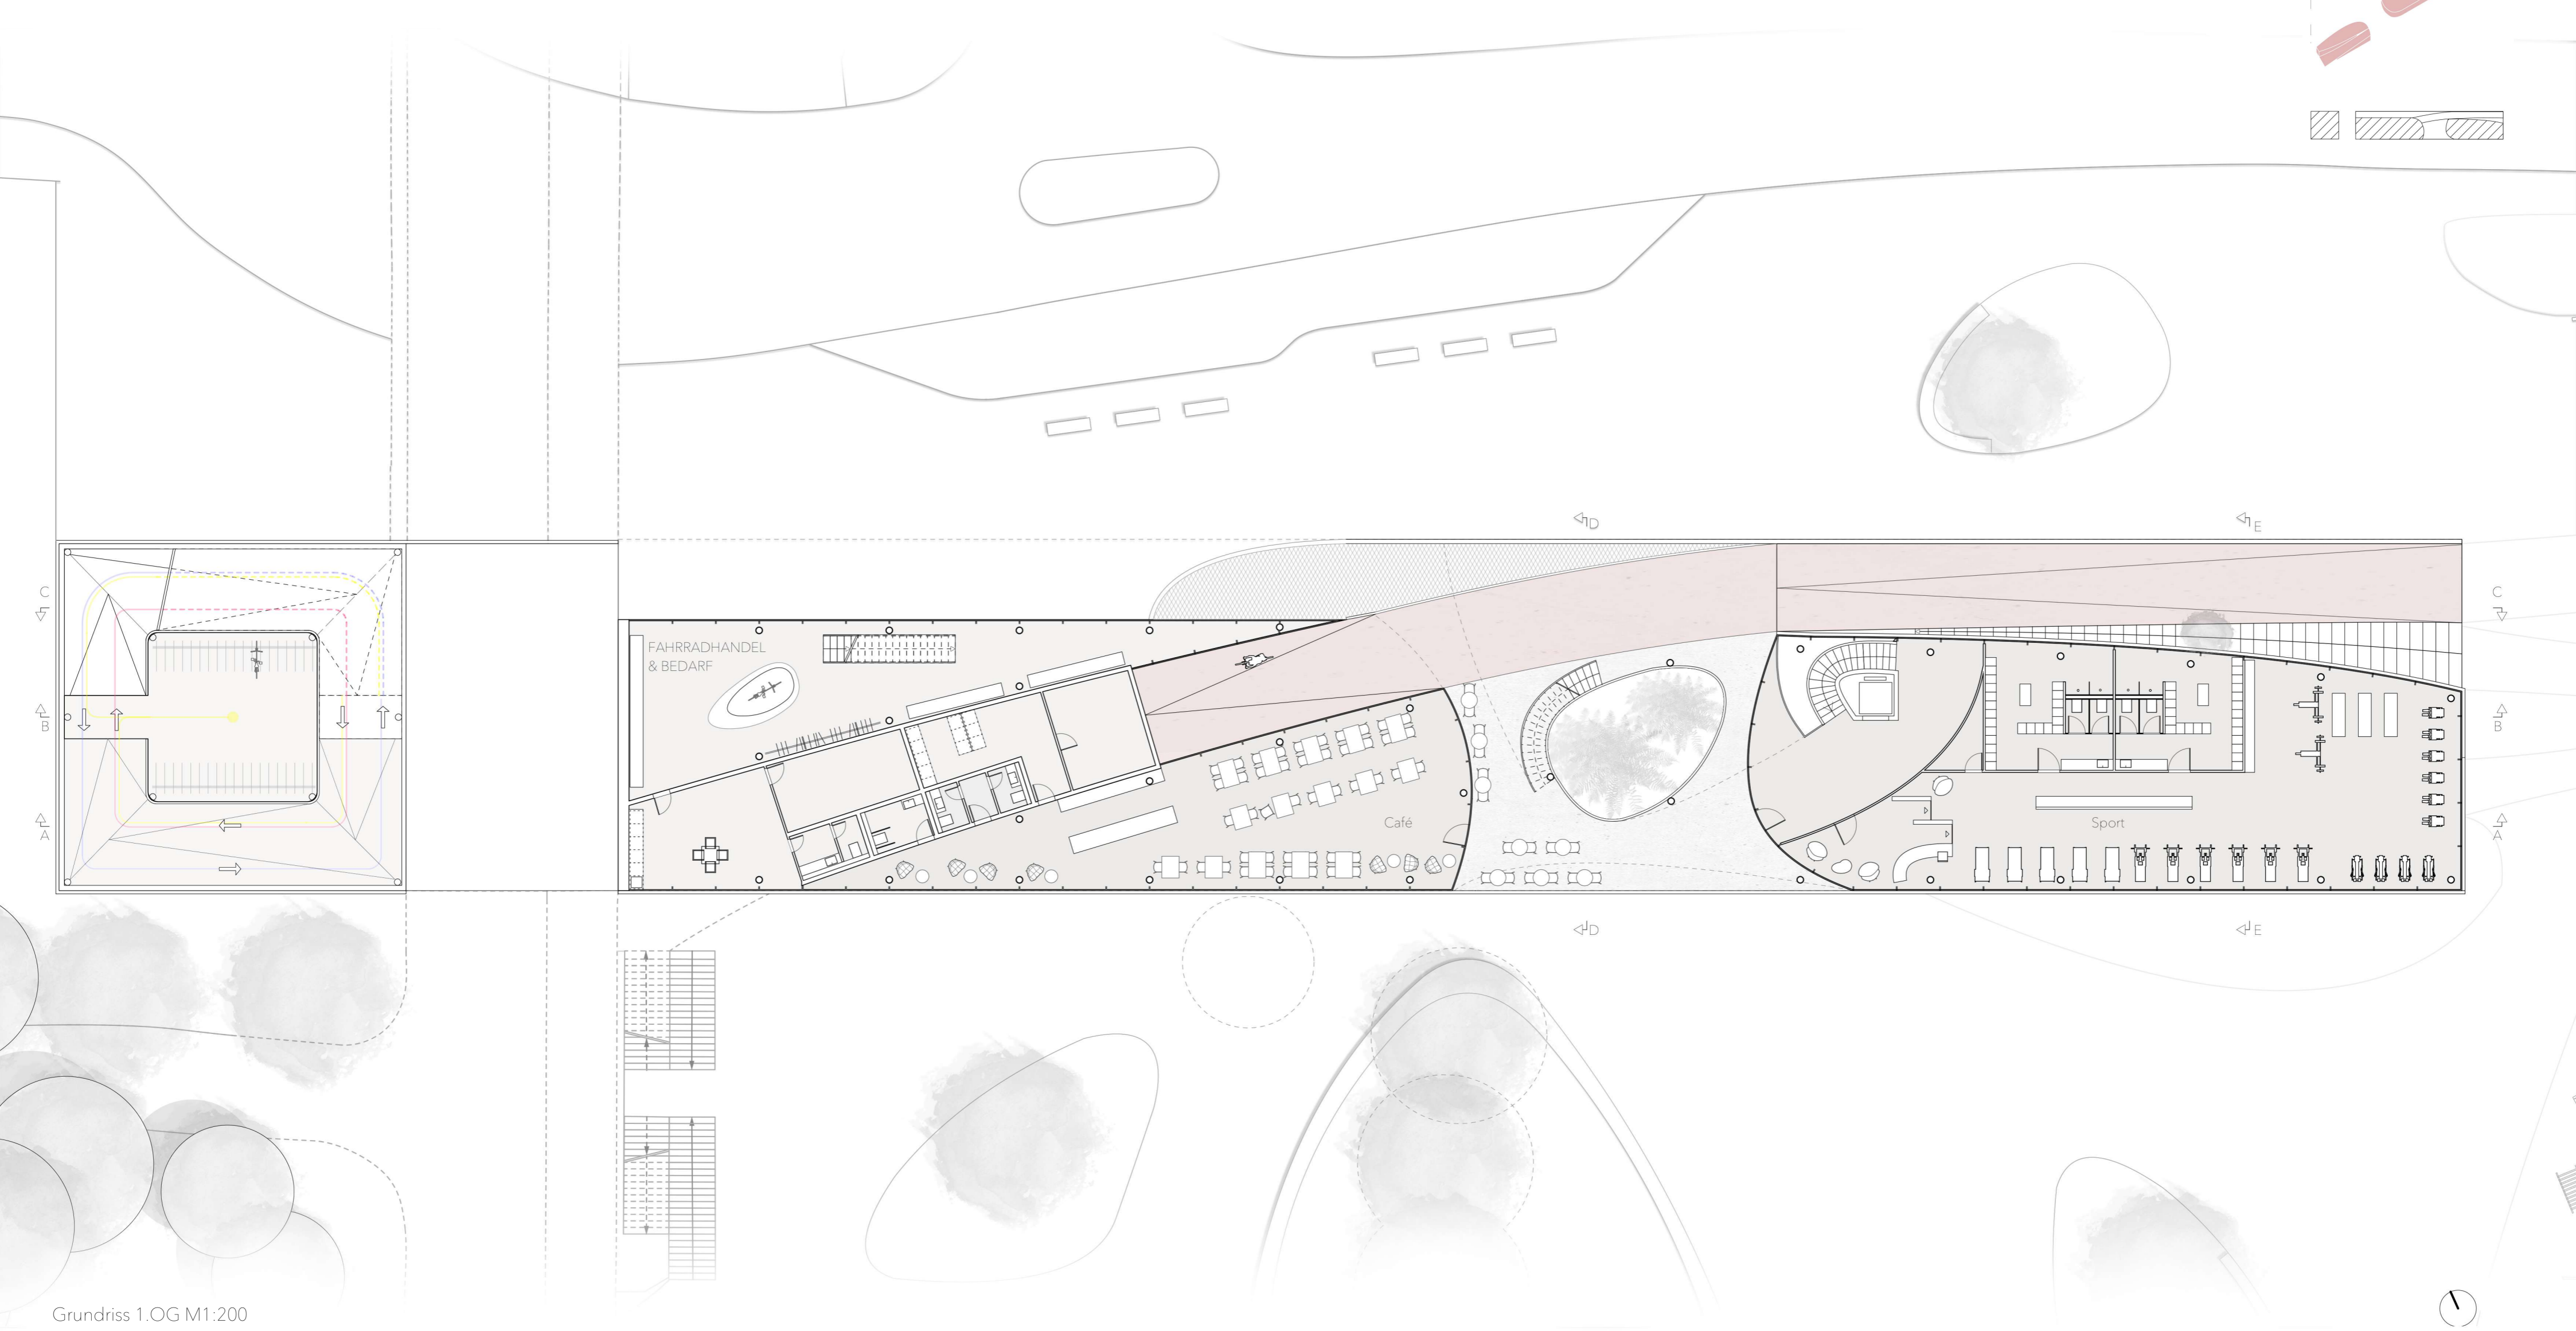 D
E
C
C
FAHRRADHANDEL
& BEDARF
B
B
Café
Sport
A
A
D
E
Grundriss 1.OG M1:200